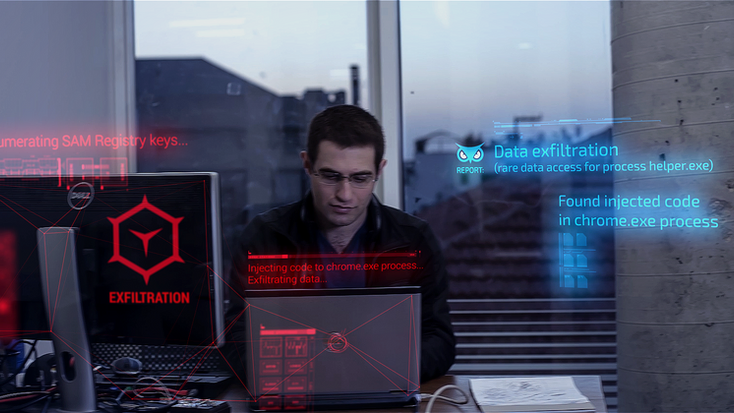 umerating SAM Registry keys...
DELL
EXFILTRATION
Injecting code to chrome.exe process...
Exfiltrating data...
REPORT:
Data exfiltration
(rare data access for process helper.exe)
Found injected code
in chrome.exe process